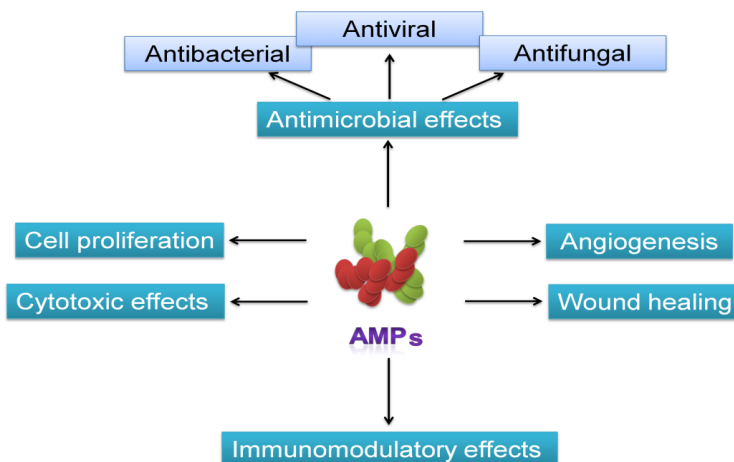 Antiviral
Antibacterial
Antifungal
Antimicrobial effects
Cell proliferation
Angiogenesis
Cytotoxic effects
Wound healing
AMPs
Immunomodulatory effects